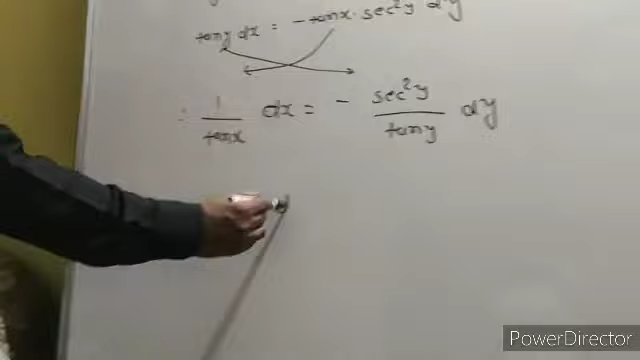 tany dx = -tanx. sec²y dy
∴ 1/tanx dx = - sec²y/tany dy
PowerDirector